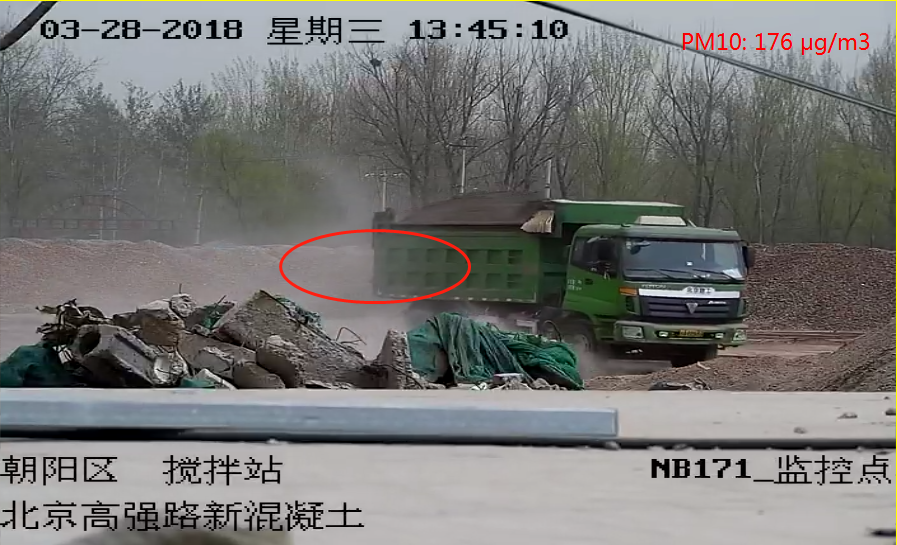 03-28-2018 星期三 13:45:10
PM10: 176 μg/m3
朝阳区 搅拌站
NB171_监控点
北京高强路新混凝土